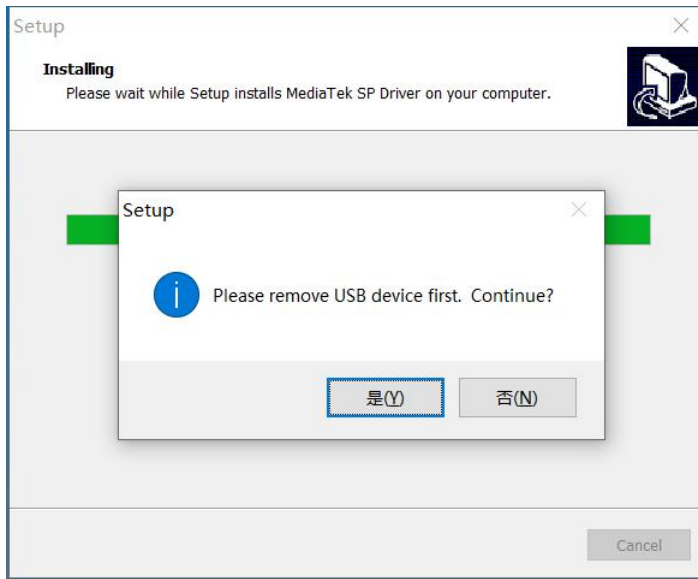 Setup
Installing
Please wait while Setup installs MediaTek SP Driver on your computer.
Setup
Please remove USB device first.  Continue?
是(Y)
否(N)
Cancel